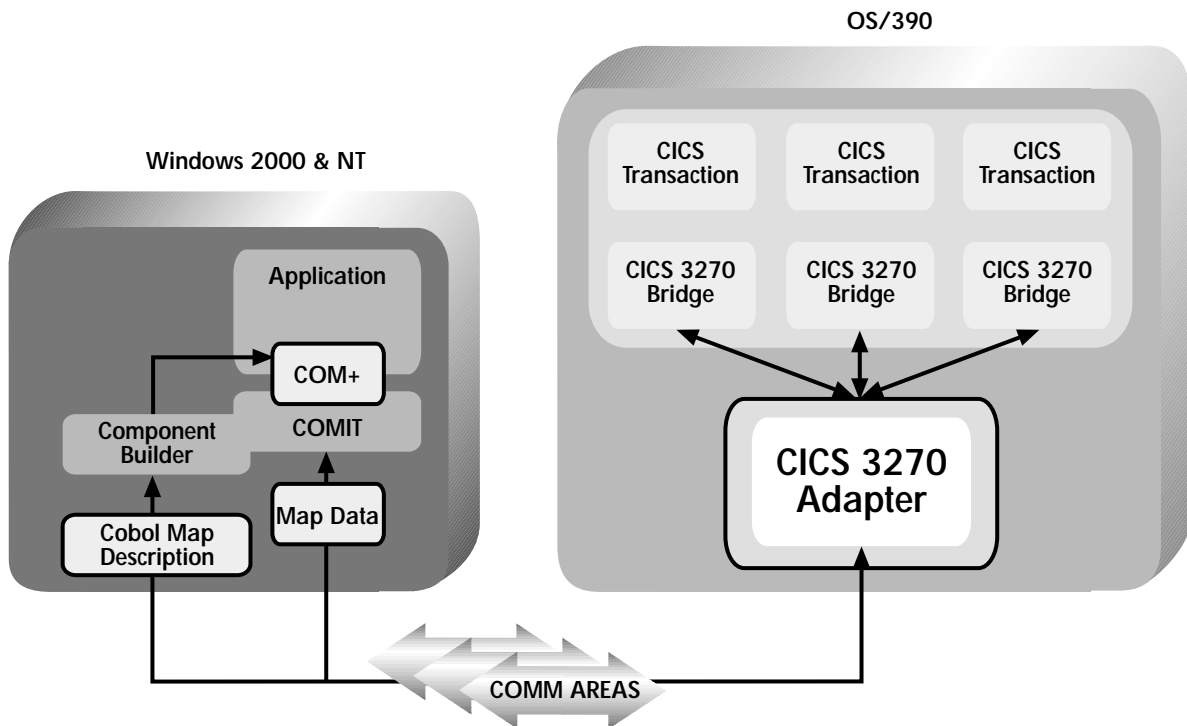 OS/390
Windows 2000 & NT
CICS
Transaction
CICS
Transaction
CICS
Transaction
CICS 3270
Bridge
CICS 3270
Bridge
CICS 3270
Bridge
Application
COM+
COMIT
Component
Builder
Map Data
Cobol Map
Description
CICS 3270
Adapter
COMM AREAS